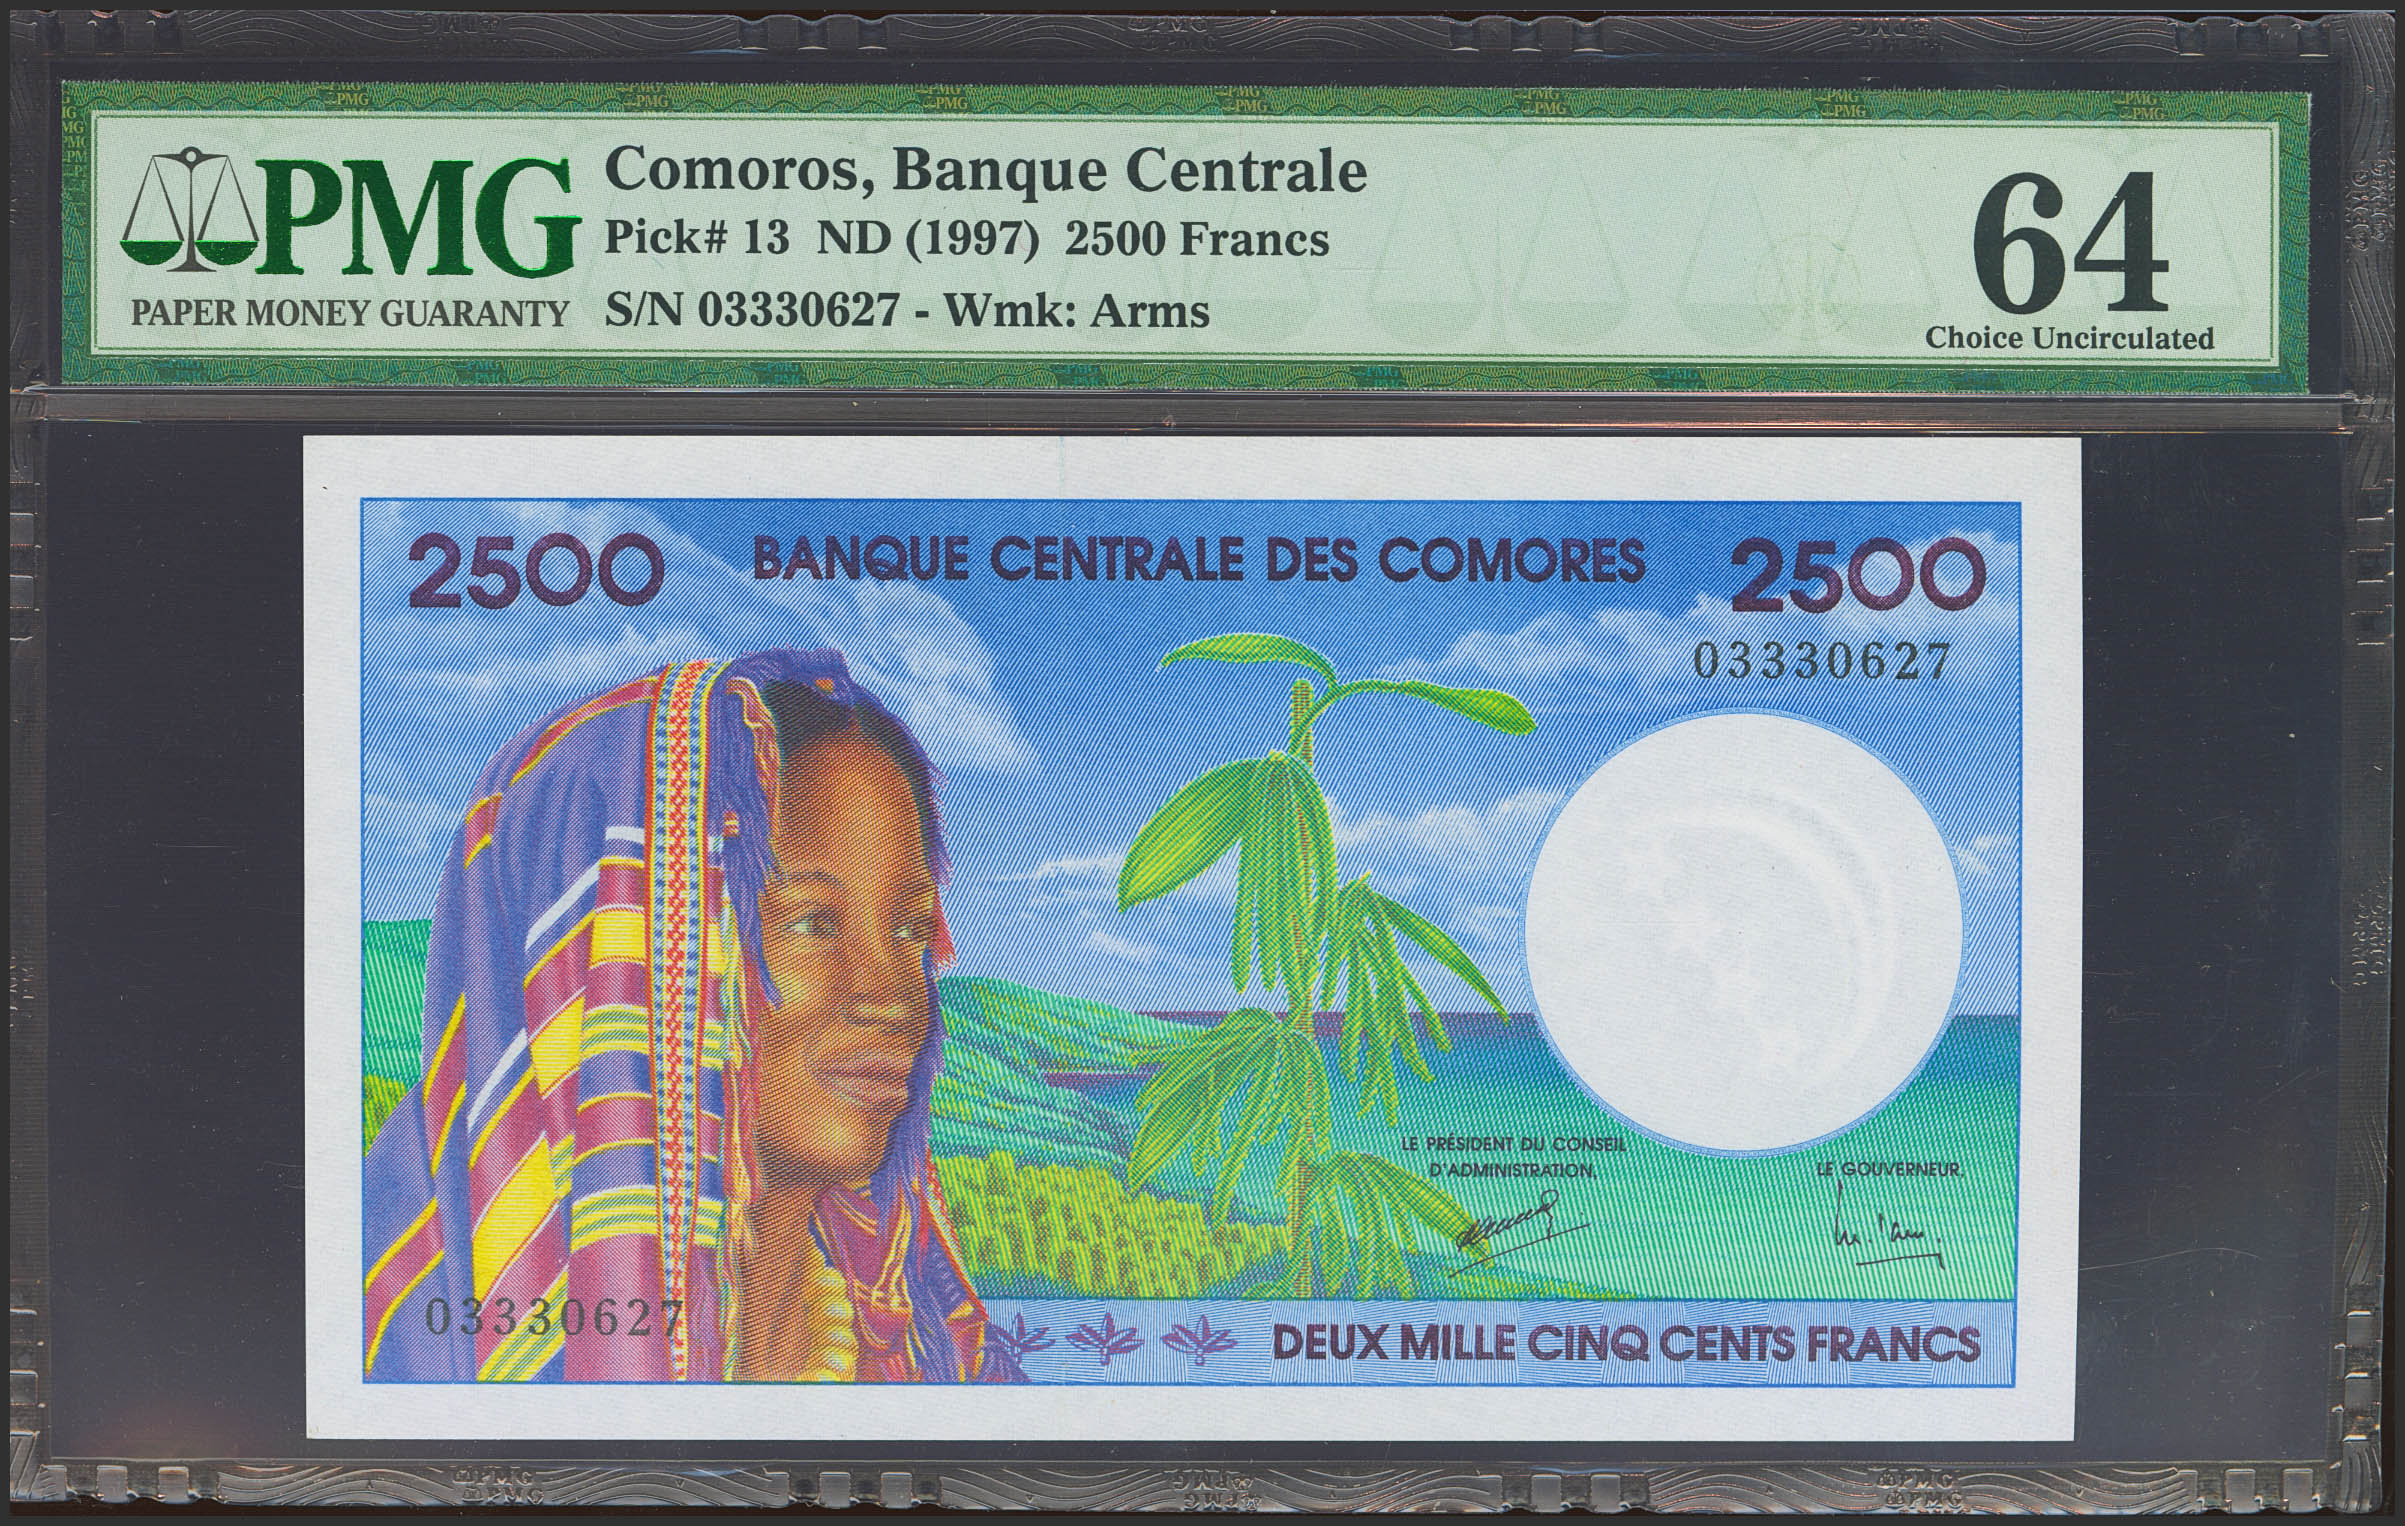 PMG
PAPER MONEY GUARANTY
Comoros, Banque Centrale
Pick# 13 ND (1997) 2500 Francs
S/N 03330627 - Wmk: Arms
64
Choice Uncirculated
2500 BANQUE CENTRALE DES COMORES 2500
03330627
LE PRÉSIDENT DU CONSEIL
D'ADMINISTRATION,
LE GOUVERNEUR,
03330627
DEUX MILLE CINQ CENTS FRANCS